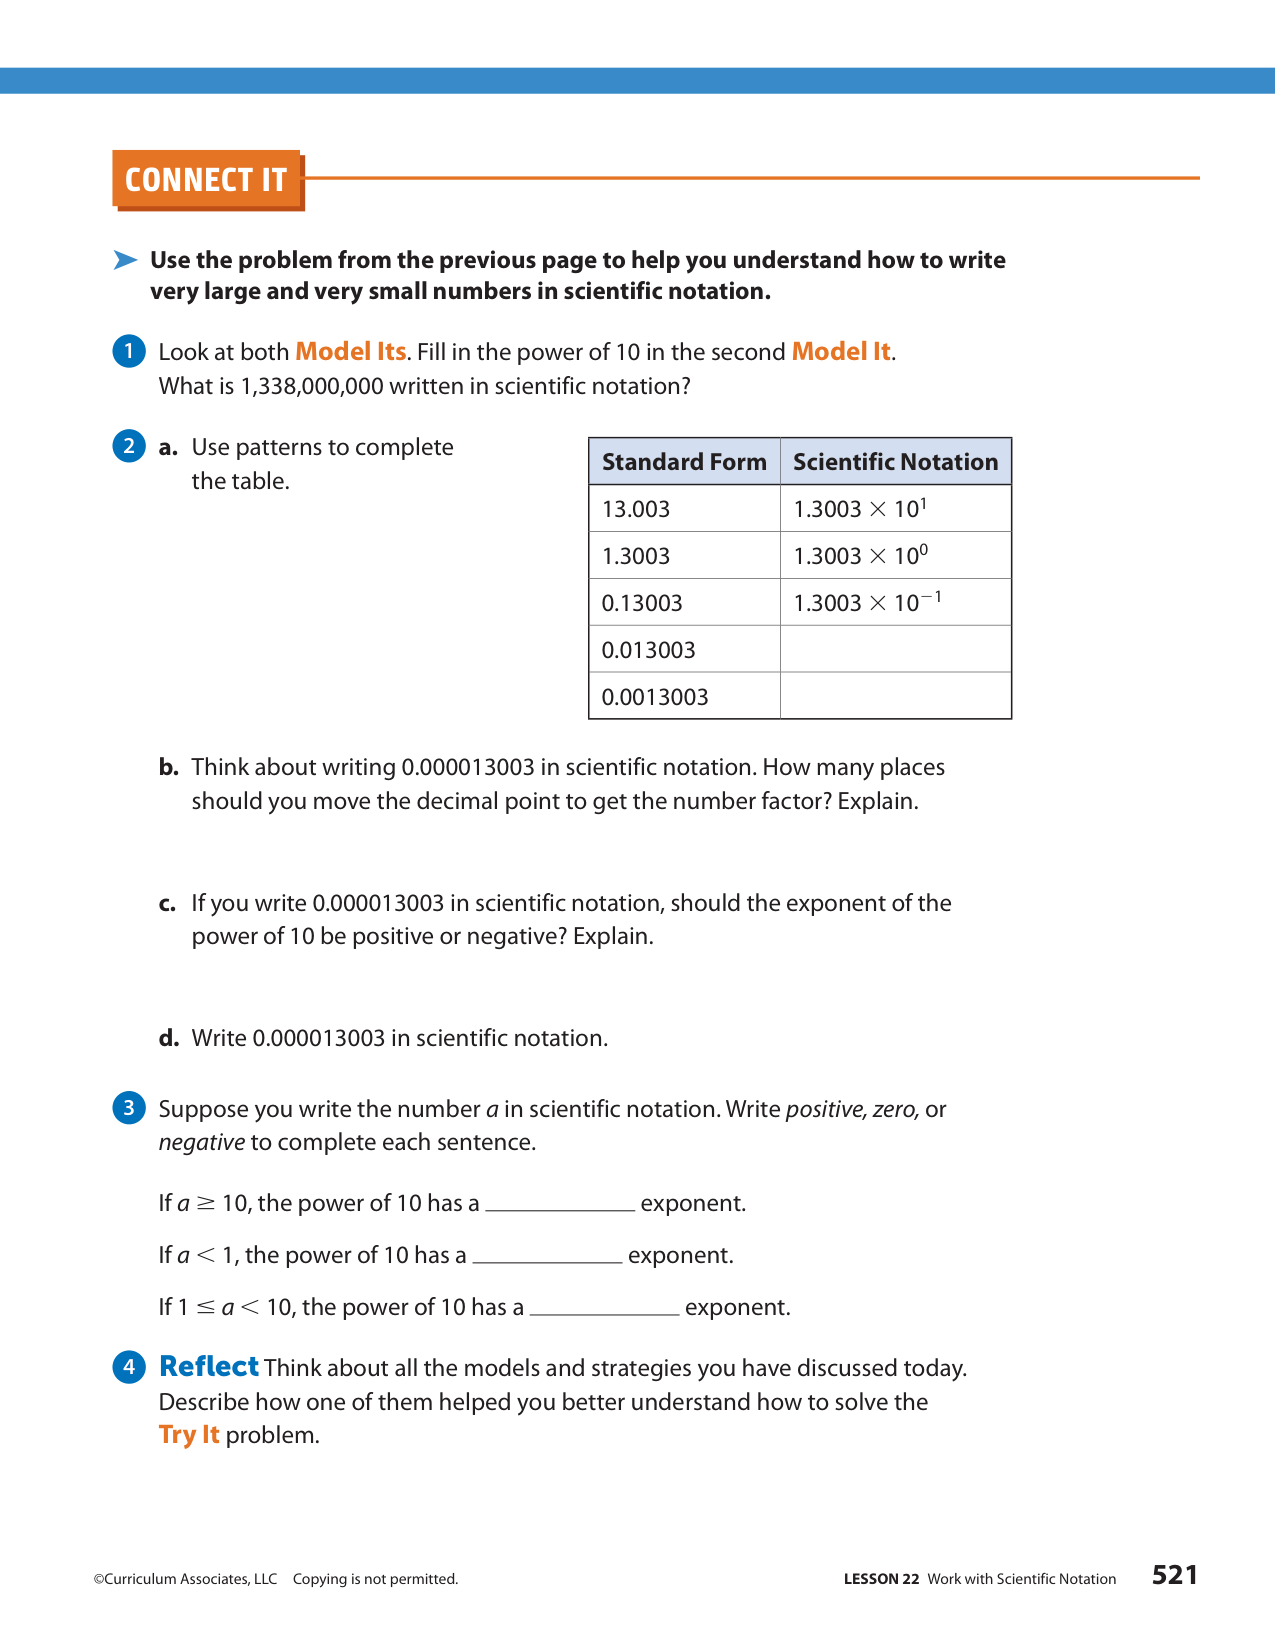 CONNECT IT
➤ Use the problem from the previous page to help you understand how to write
very large and very small numbers in scientific notation.
1 Look at both Model Its. Fill in the power of 10 in the second Model It.
What is 1,338,000,000 written in scientific notation?
2 a. Use patterns to complete
the table.
Standard Form Scientific Notation
13.003 1.3003 × 10¹
1.3003 1.3003 × 10⁰
0.13003 1.3003 × 10⁻¹
0.013003
0.0013003
b. Think about writing 0.000013003 in scientific notation. How many places
should you move the decimal point to get the number factor? Explain.
c. If you write 0.000013003 in scientific notation, should the exponent of the
power of 10 be positive or negative? Explain.
d. Write 0.000013003 in scientific notation.
3 Suppose you write the number a in scientific notation. Write positive, zero, or
negative to complete each sentence.
If a ≥ 10, the power of 10 has a ____________ exponent.
If a < 1, the power of 10 has a ____________ exponent.
If 1 ≤ a < 10, the power of 10 has a ____________ exponent.
4 Reflect Think about all the models and strategies you have discussed today.
Describe how one of them helped you better understand how to solve the
Try It problem.
©Curriculum Associates, LLC Copying is not permitted. LESSON 22 Work with Scientific Notation 521